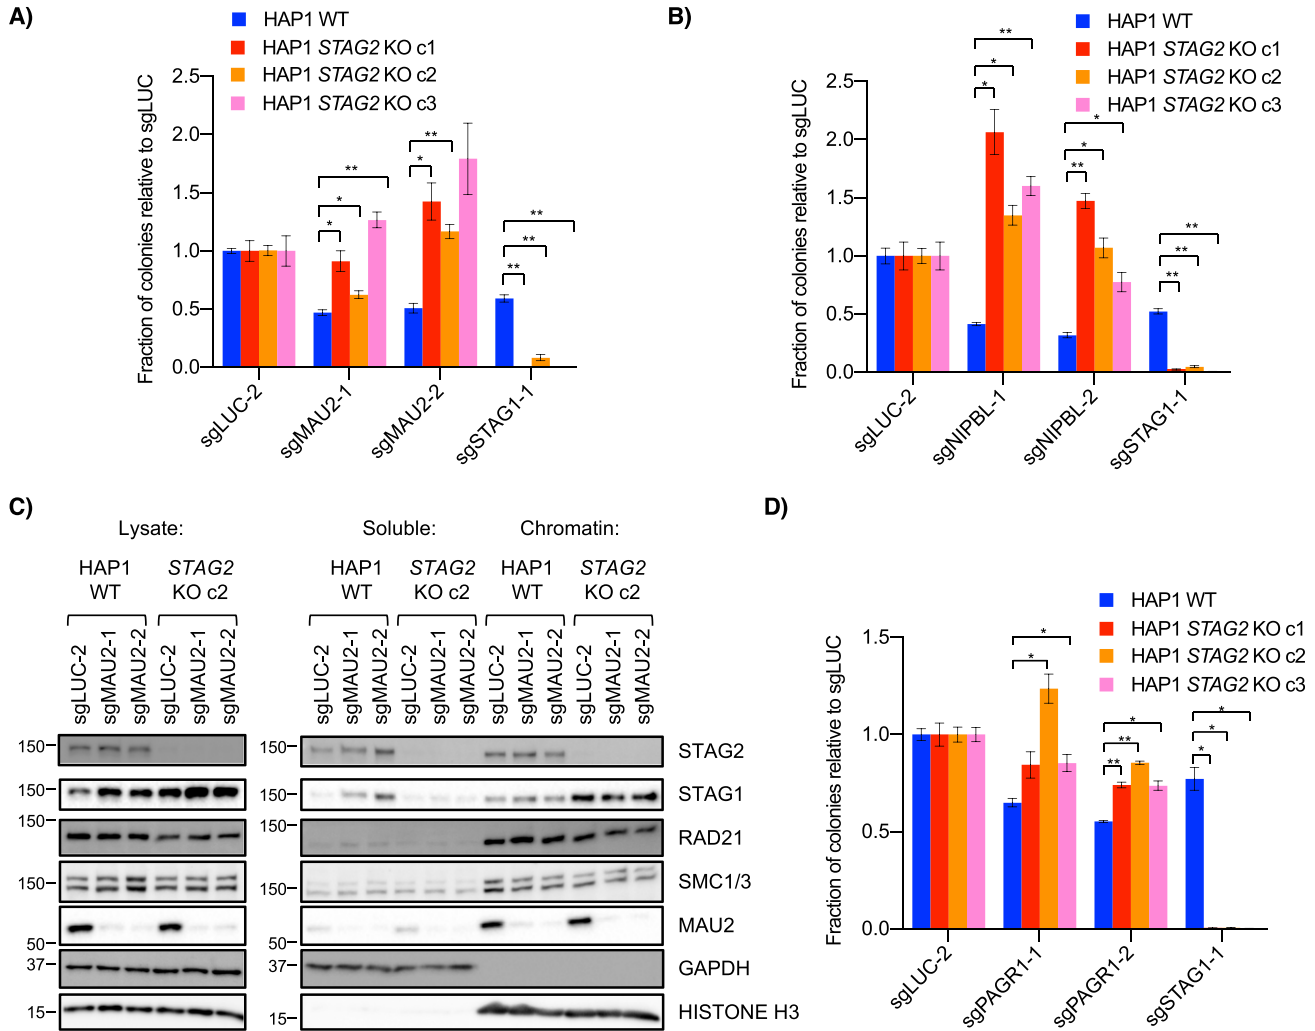 A)
HAP1 WT
HAP1 STAG2 KO c1
HAP1 STAG2 KO c2
HAP1 STAG2 KO c3
Fraction of colonies relative to sgLUC
2.5
2.0
1.5
1.0
0.5
0.0
* * ** * ** ** ** **
sgLUC-2 sgMAU2-1 sgMAU2-2 sgSTAG1-1
B)
HAP1 WT
HAP1 STAG2 KO c1
HAP1 STAG2 KO c2
HAP1 STAG2 KO c3
Fraction of colonies relative to sgLUC
2.5
2.0
1.5
1.0
0.5
0.0
* * ** ** * * ** ** **
sgLUC-2 sgNIPBL-1 sgNIPBL-2 sgSTAG1-1
C)
Lysate: Soluble: Chromatin:
HAP1 WT STAG2 KO c2 HAP1 WT STAG2 KO c2 HAP1 WT STAG2 KO c2
sgLUC-2 sgMAU2-1 sgMAU2-2 sgLUC-2 sgMAU2-1 sgMAU2-2 sgLUC-2 sgMAU2-1 sgMAU2-2 sgLUC-2 sgMAU2-1 sgMAU2-2 sgLUC-2 sgMAU2-1 sgMAU2-2 sgLUC-2 sgMAU2-1 sgMAU2-2
150 150 STAG2
150 150 STAG1
150 150 RAD21
150 150 SMC1/3
50 50 MAU2
37 37 GAPDH
15 15 HISTONE H3
D)
HAP1 WT
HAP1 STAG2 KO c1
HAP1 STAG2 KO c2
HAP1 STAG2 KO c3
Fraction of colonies relative to sgLUC
1.5
1.0
0.5
0.0
* * ** ** * * * *
sgLUC-2 sgPAGR1-1 sgPAGR1-2 sgSTAG1-1